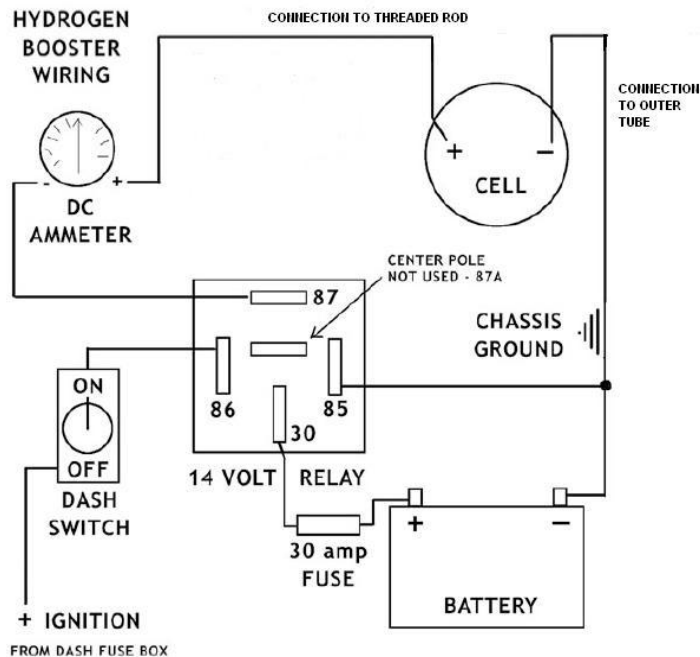 HYDROGEN
BOOSTER
WIRING
CONNECTION TO THREADED ROD
CONNECTION
TO OUTER
TUBE
- +
DC
AMMETER
+ -
CELL
CENTER POLE
NOT USED - 87A
87
86
85
30
14 VOLT RELAY
CHASSIS
GROUND
ON
OFF
DASH
SWITCH
30 amp
FUSE
+ -
BATTERY
+ IGNITION
FROM DASH FUSE BOX